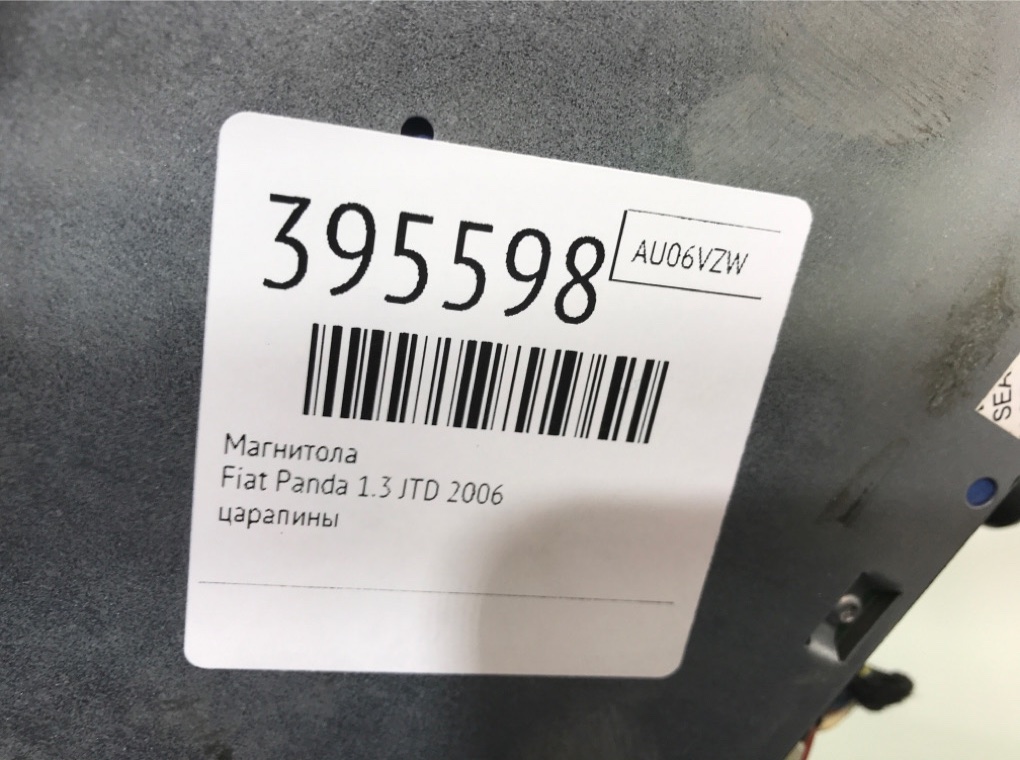 395598
AU06VZW
Магнитола
Fiat Panda 1.3 JTD 2006
царапины